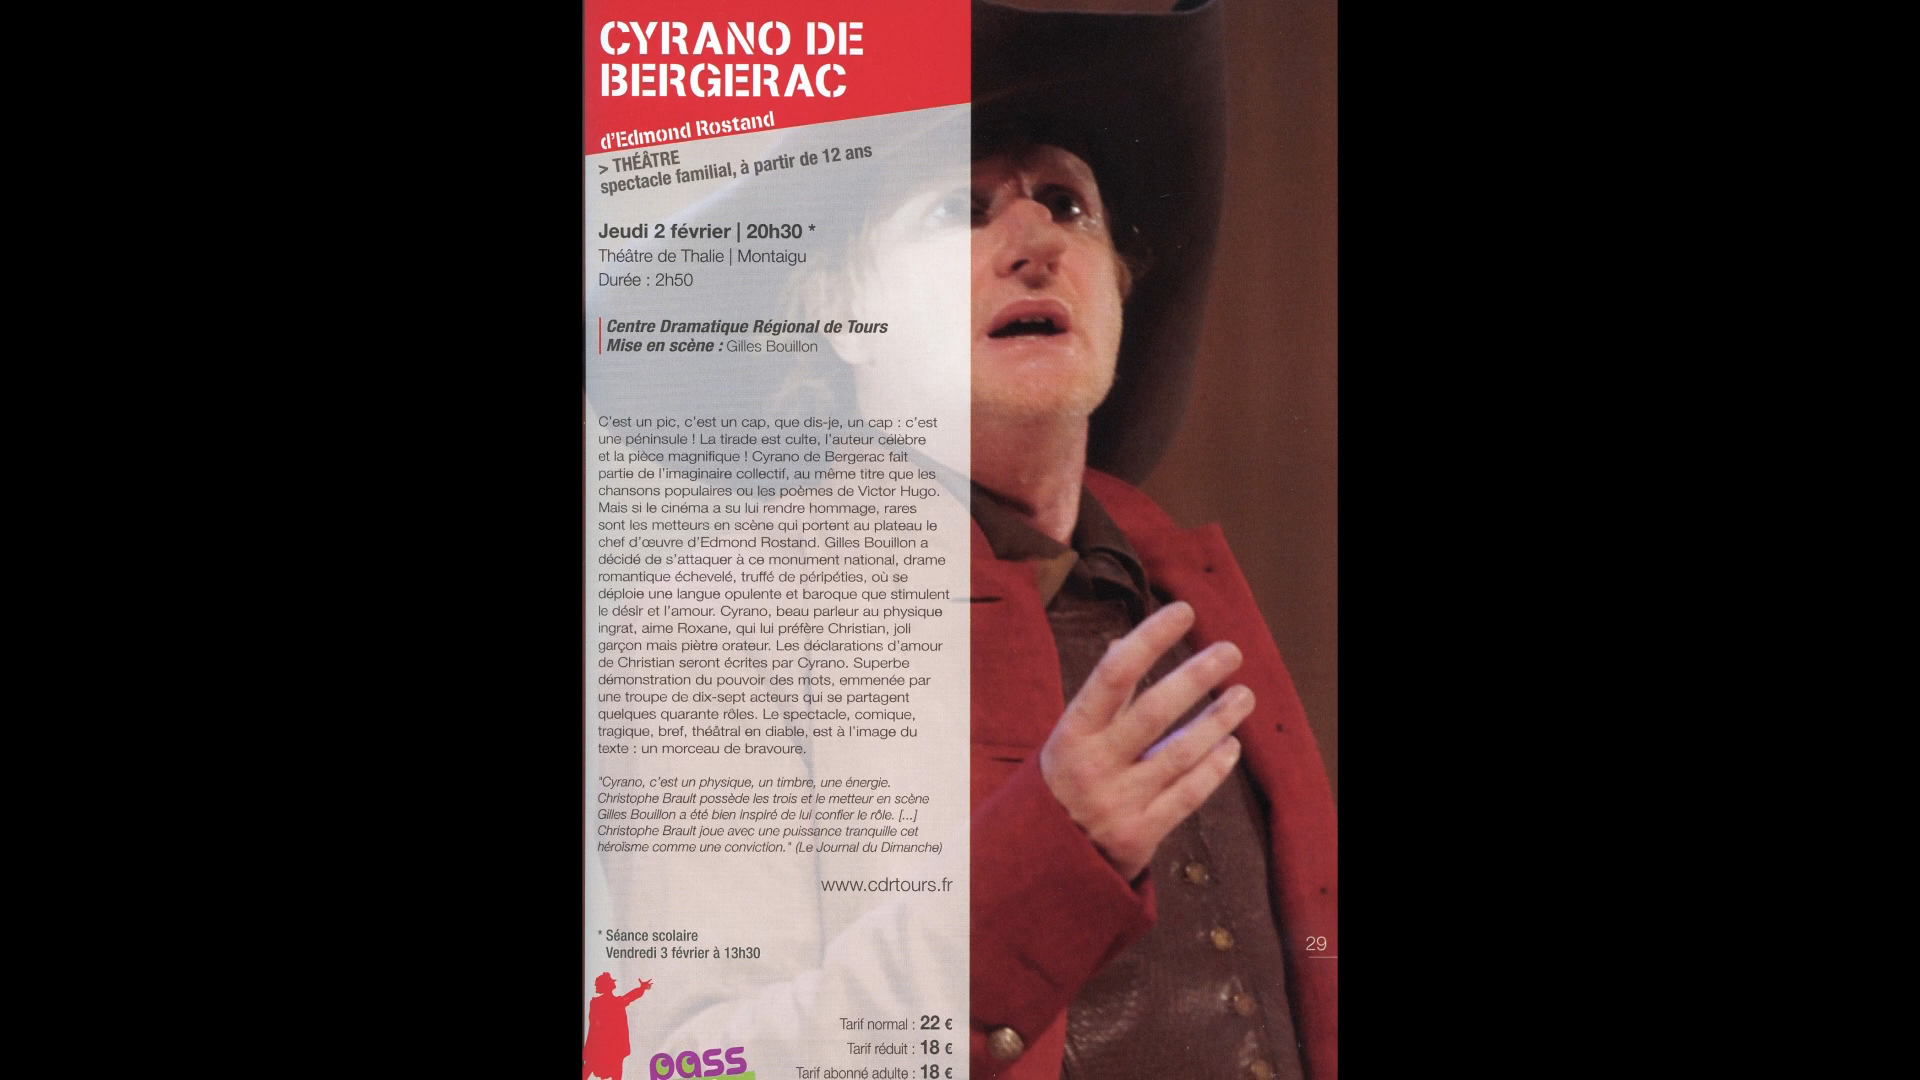 CYRANO DE
BERGERAC
d'Edmond Rostand
> THÉÂTRE
spectacle familial, à partir de 12 ans
Jeudi 2 février | 20h30 *
Théâtre de Thalie | Montaigu
Durée : 2h50
Centre Dramatique Régional de Tours
Mise en scène : Gilles Bouillon
C'est un pic, c'est un cap, que dis-je, un cap : c'est
une péninsule ! La tirade est culte, l'auteur célèbre
et la pièce magnifique ! Cyrano de Bergerac fait
partie de l'imaginaire collectif, au même titre que les
chansons populaires ou les poèmes de Victor Hugo.
Mais si le cinéma a su lui rendre hommage, rares
sont les metteurs en scène qui portent au plateau le
chef d'œuvre d'Edmond Rostand. Gilles Bouillon a
décidé de s'attaquer à ce monument national, drame
romantique échevelé, truffé de péripéties, où se
déploie une langue opulente et baroque que stimulent
le désir et l'amour. Cyrano, beau parleur au physique
ingrat, aime Roxane, qui lui préfère Christian, joli
garçon mais piètre orateur. Les déclarations d'amour
de Christian seront écrites par Cyrano. Superbe
démonstration du pouvoir des mots, emmenée par
une troupe de dix-sept acteurs qui se partagent
quelques quarante rôles. Le spectacle, comique,
tragique, bref, théâtral en diable, est à l'image du
texte : un morceau de bravoure.
"Cyrano, c'est un physique, un timbre, une énergie.
Christophe Brault possède les trois et le metteur en scène
Gilles Bouillon a été bien inspiré de lui confier le rôle. [...]
Christophe Brault joue avec une puissance tranquille cet
héroïsme comme une conviction." (Le Journal du Dimanche)
www.cdrtours.fr
* Séance scolaire
Vendredi 3 février à 13h30
29
Tarif normal : 22 €
Tarif réduit : 18 €
Tarif abonné adulte : 18 €
pass